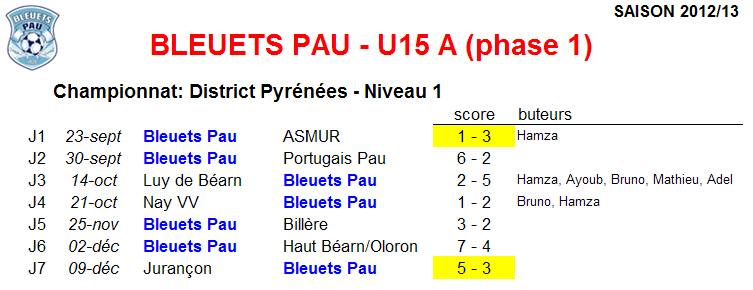 BLEUETS
PAU
SAISON 2012/13
BLEUETS PAU - U15 A (phase 1)
Championnat: District Pyrénées - Niveau 1
score buteurs
J1 23-sept Bleuets Pau ASMUR 1 - 3 Hamza
J2 30-sept Bleuets Pau Portugais Pau 6 - 2
J3 14-oct Luy de Béarn Bleuets Pau 2 - 5 Hamza, Ayoub, Bruno, Mathieu, Adel
J4 21-oct Nay VV Bleuets Pau 1 - 2 Bruno, Hamza
J5 25-nov Bleuets Pau Billère 3 - 2
J6 02-déc Bleuets Pau Haut Béarn/Oloron 7 - 4
J7 09-déc Jurançon Bleuets Pau 5 - 3